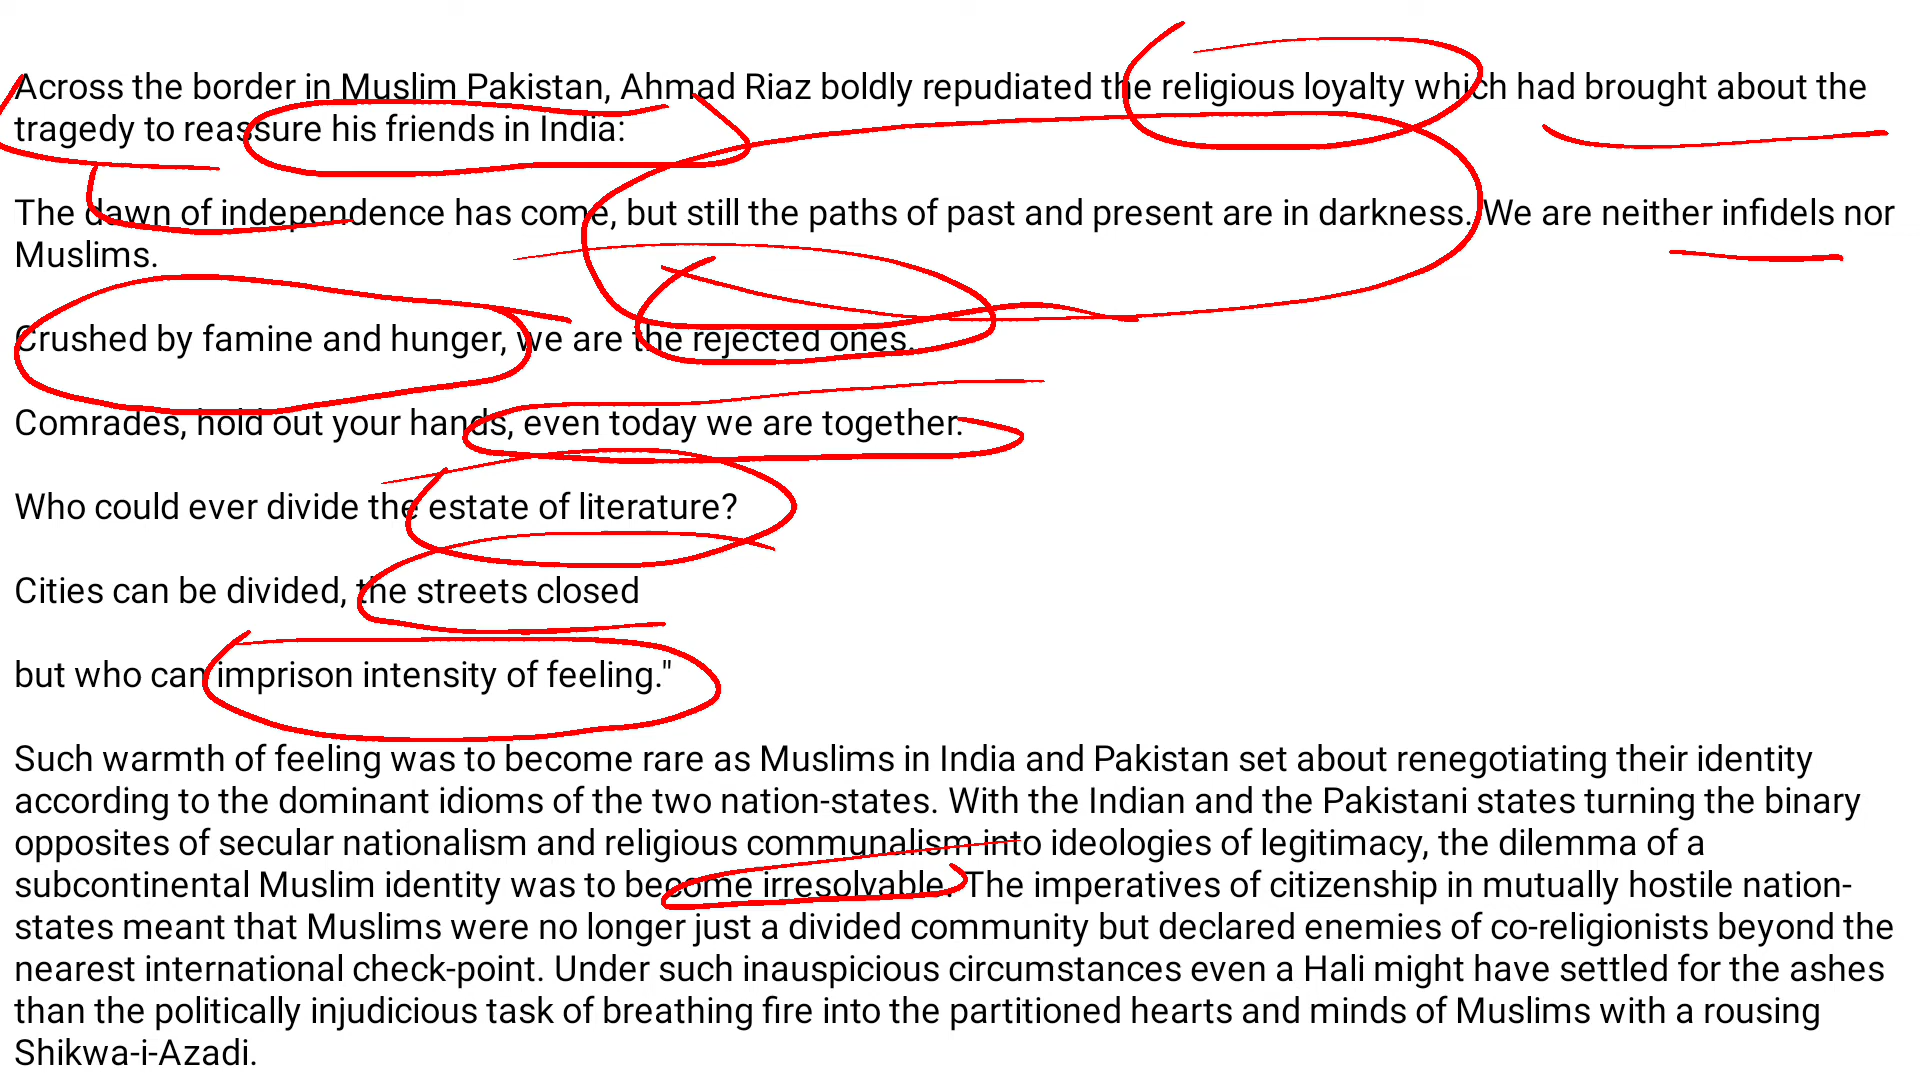 Across the border in Muslim Pakistan, Ahmad Riaz boldly repudiated the religious loyalty which had brought about the
tragedy to reassure his friends in India:
The dawn of independence has come, but still the paths of past and present are in darkness. We are neither infidels nor
Muslims.
Crushed by famine and hunger, we are the rejected ones.
Comrades, hold out your hands, even today we are together.
Who could ever divide the estate of literature?
Cities can be divided, the streets closed
but who can imprison intensity of feeling."
Such warmth of feeling was to become rare as Muslims in India and Pakistan set about renegotiating their identity
according to the dominant idioms of the two nation-states. With the Indian and the Pakistani states turning the binary
opposites of secular nationalism and religious communalism into ideologies of legitimacy, the dilemma of a
subcontinental Muslim identity was to become irresolvable. The imperatives of citizenship in mutually hostile nation-
states meant that Muslims were no longer just a divided community but declared enemies of co-religionists beyond the
nearest international check-point. Under such inauspicious circumstances even a Hali might have settled for the ashes
than the politically injudicious task of breathing fire into the partitioned hearts and minds of Muslims with a rousing
Shikwa-i-Azadi.